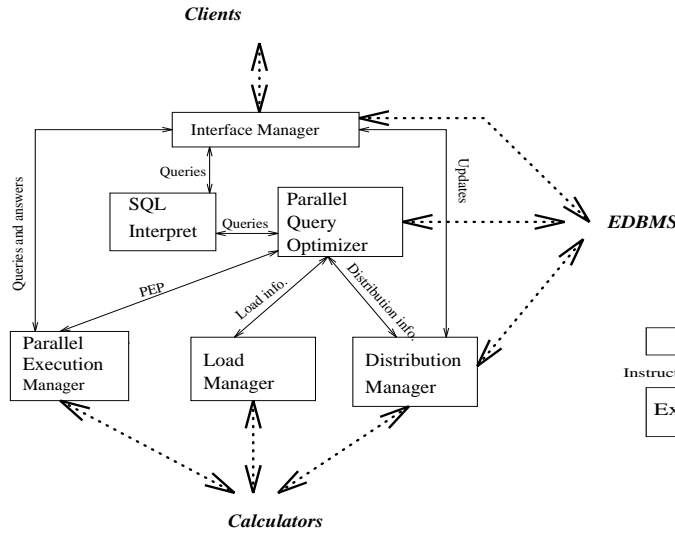 Clients
Interface Manager
Queries and answers
Queries
Updates
SQL
Interpret
Queries
Parallel
Query
Optimizer
EDBMS
PEP
Load info.
Distribution info.
Parallel
Execution
Manager
Load
Manager
Distribution
Manager
Calculators